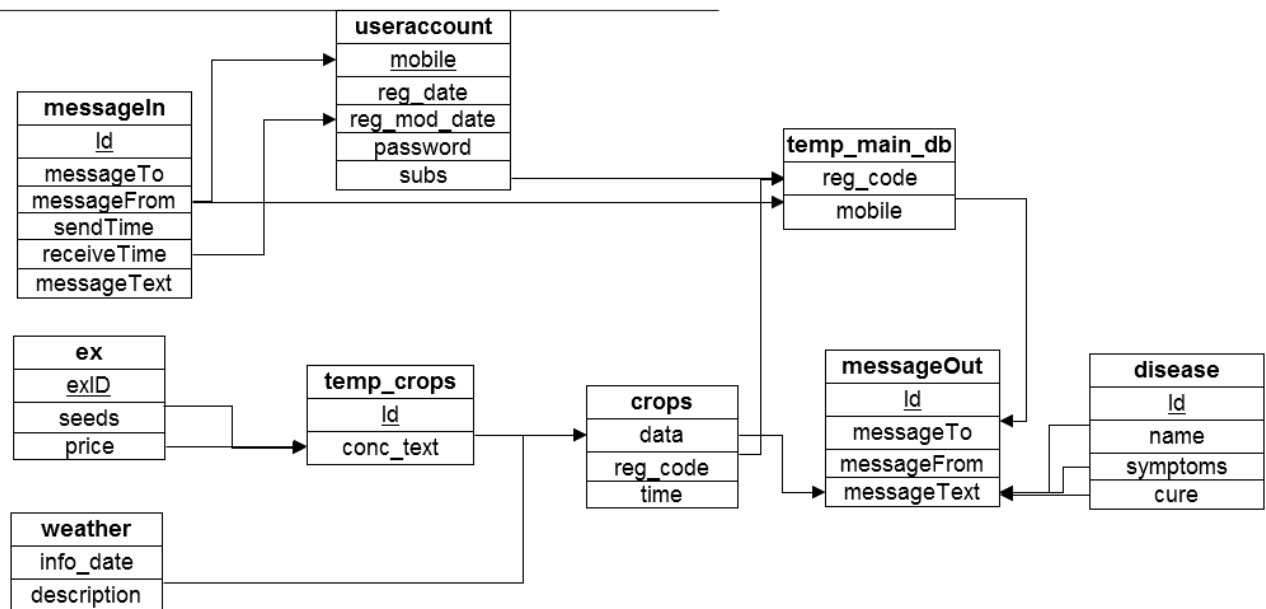 useraccount
mobile
reg_date
reg_mod_date
password
subs
messageIn
Id
messageTo
messageFrom
sendTime
receiveTime
messageText
temp_main_db
reg_code
mobile
ex
exID
seeds
price
temp_crops
Id
conc_text
crops
data
reg_code
time
messageOut
Id
messageTo
messageFrom
messageText
disease
Id
name
symptoms
cure
weather
info_date
description